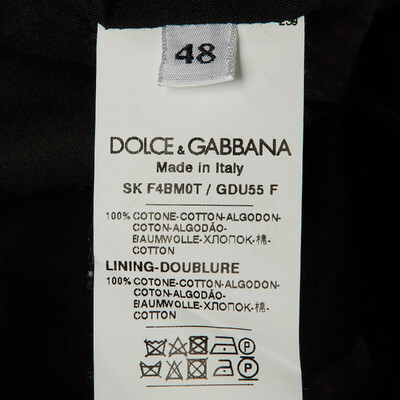 48
DOLCE & GABBANA
Made in Italy
SK F4BM0T / GDU55 F
100% COTONE-COTTON-ALGODON-
COTON-ALGODÃO-
BAUMWOLLE-ХЛОПОК-棉-
COTTON
LINING-DOUBLURE
100% COTONE-COTTON-ALGODON-
COTON-ALGODÃO-
BAUMWOLLE-ХЛОПОК-棉-
COTTON